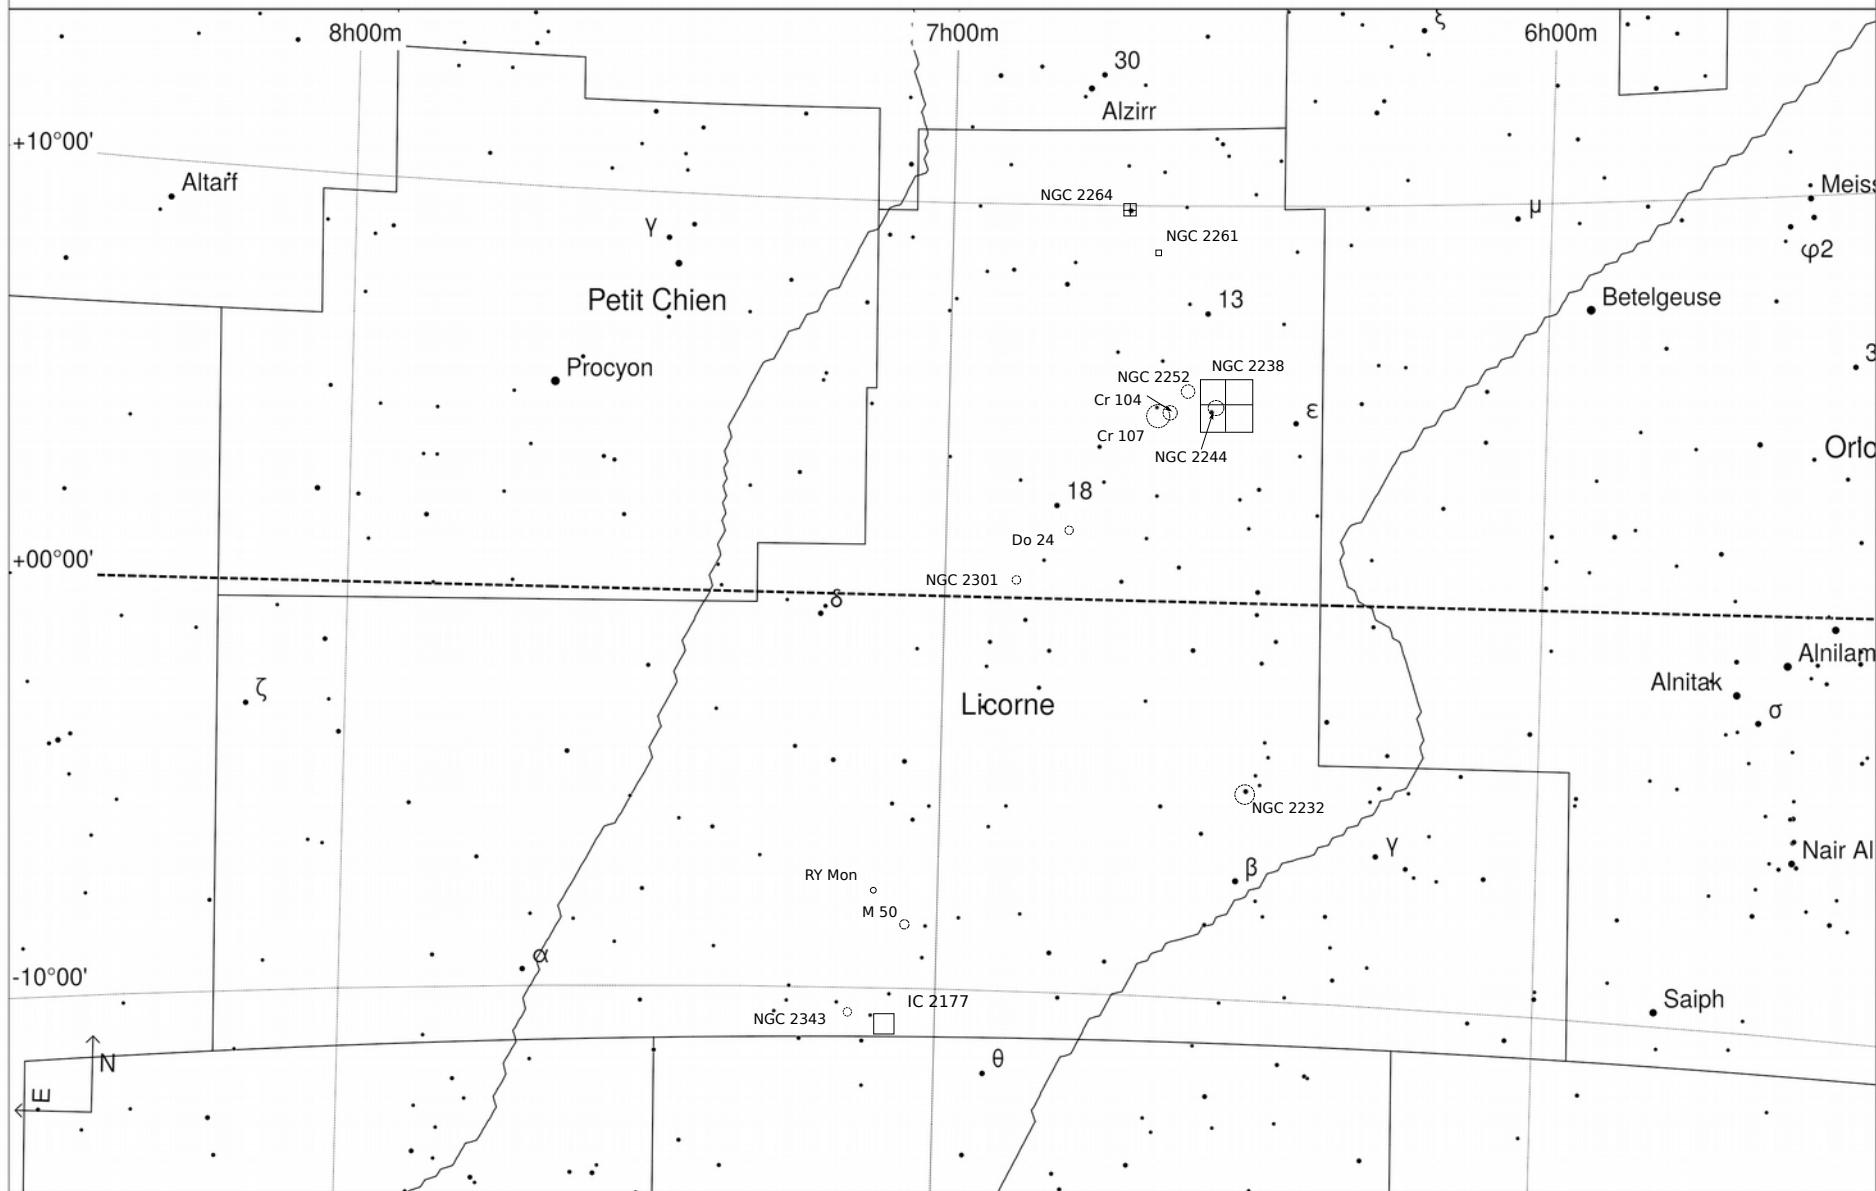 8h00m
7h00m
6h00m
ξ
30
Alzirr
+10°00'
Altarf
NGC 2264
Meiss
μ
γ
NGC 2261
φ2
Petit Chien
13
Betelgeuse
3
Procyon
NGC 2238
NGC 2252
Cr 104
ε
Cr 107
NGC 2244
Orio
18
Do 24
+00°00'
NGC 2301
δ
Alnilam
Alnitak
ζ
Licorne
σ
NGC 2232
γ
Nair Al
β
RY Mon
M 50
α
-10°00'
IC 2177
Saiph
NGC 2343
N
θ
E